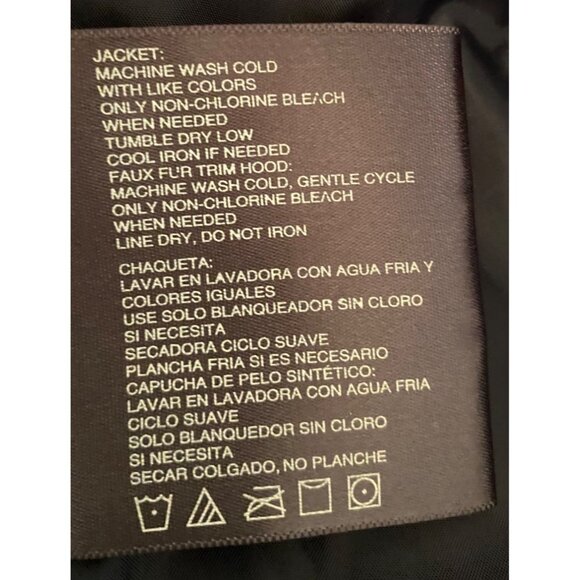 JACKET:
MACHINE WASH COLD
WITH LIKE COLORS
ONLY NON-CHLORINE BLEACH
WHEN NEEDED
TUMBLE DRY LOW
COOL IRON IF NEEDED
FAUX FUR TRIM HOOD:
MACHINE WASH COLD, GENTLE CYCLE
ONLY NON-CHLORINE BLEACH
WHEN NEEDED
LINE DRY, DO NOT IRON
CHAQUETA:
LAVAR EN LAVADORA CON AGUA FRIA Y
COLORES IGUALES
USE SOLO BLANQUEADOR SIN CLORO
SI NECESITA
SECADORA CICLO SUAVE
PLANCHA FRIA SI ES NECESARIO
CAPUCHA DE PELO SINTÉTICO:
LAVAR EN LAVADORA CON AGUA FRIA
CICLO SUAVE
SOLO BLANQUEDOR SIN CLORO
SI NECESITA
SECAR COLGADO, NO PLANCHE